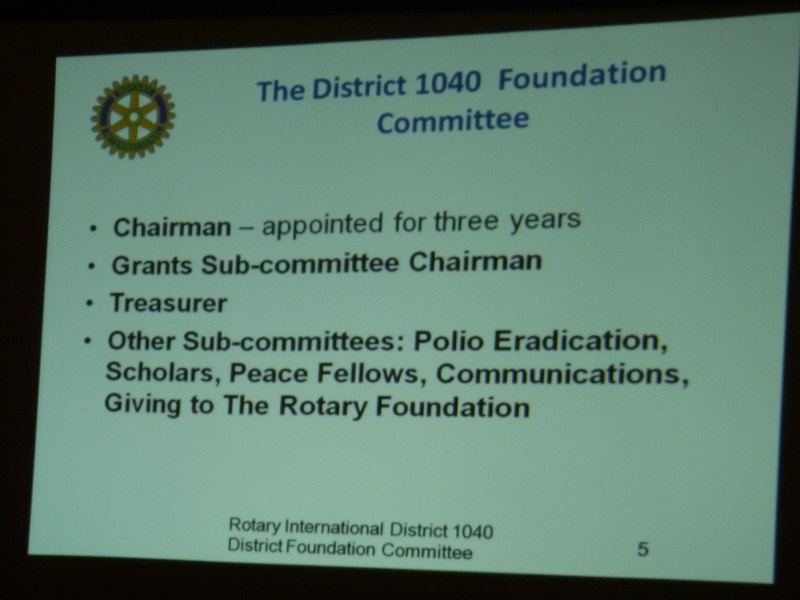 The District 1040 Foundation
Committee
• Chairman – appointed for three years
• Grants Sub-committee Chairman
• Treasurer
• Other Sub-committees: Polio Eradication,
Scholars, Peace Fellows, Communications,
Giving to The Rotary Foundation
Rotary International District 1040
District Foundation Committee
5